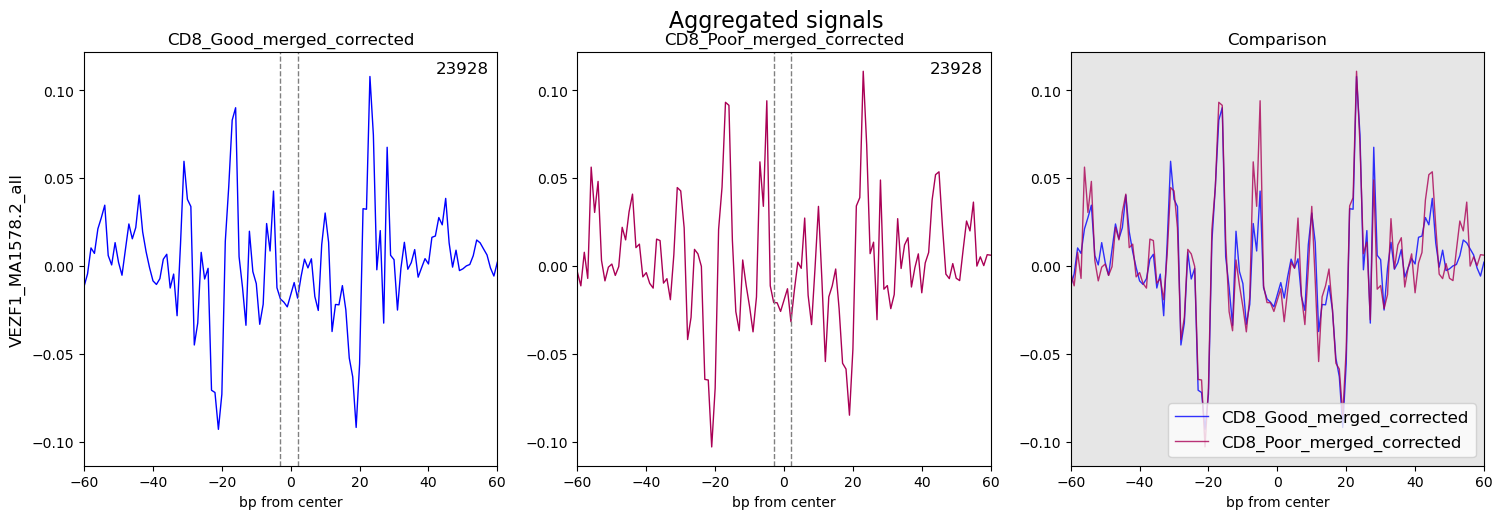 Aggregated signals
CD8_Good_merged_corrected
CD8_Poor_merged_corrected
Comparison
VEZF1_MA1578.2_all
23928
0.10
0.05
0.00
−0.05
−0.10
−60 −40 −20 0 20 40 60
bp from center
23928
0.10
0.05
0.00
−0.05
−0.10
−60 −40 −20 0 20 40 60
bp from center
0.10
0.05
0.00
−0.05
−0.10
CD8_Good_merged_corrected
CD8_Poor_merged_corrected
−60 −40 −20 0 20 40 60
bp from center